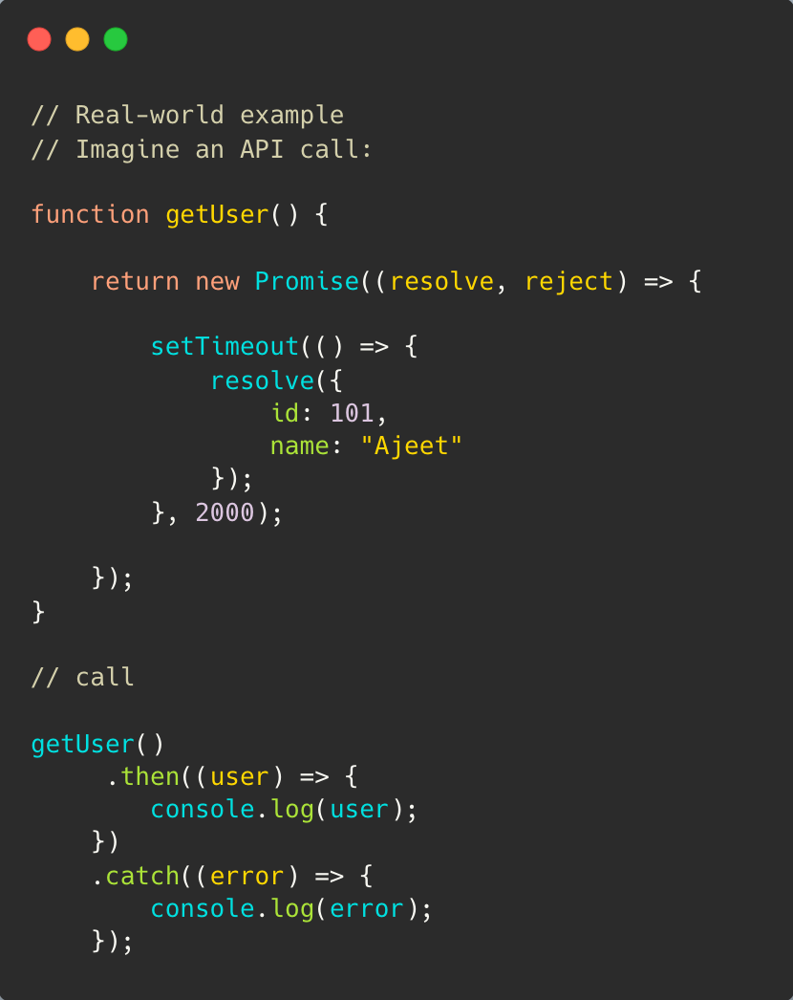 // Real-world example
// Imagine an API call:
function getUser() {
    return new Promise((resolve, reject) => {
        setTimeout(() => {
            resolve({
                id: 101,
                name: "Ajeet"
            });
        }, 2000);
    });
}
// call
getUser()
     .then((user) => {
        console.log(user);
    })
    .catch((error) => {
        console.log(error);
    });